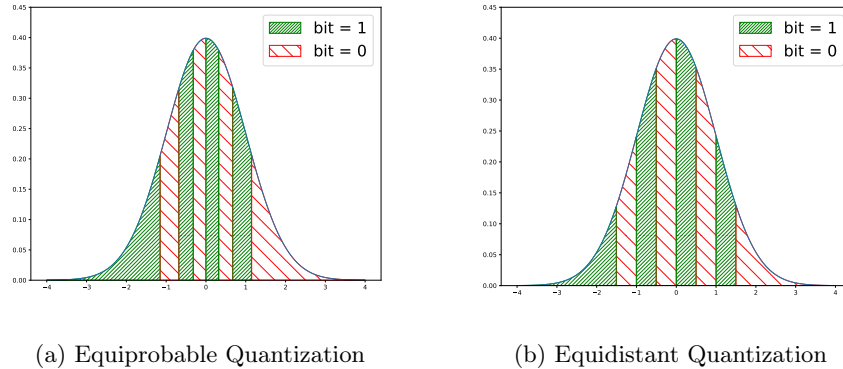 bit = 1
bit = 0
0.45
0.40
0.35
0.30
0.25
0.20
0.15
0.10
0.05
0.00
−4 −3 −2 −1 0 1 2 3 4
(a) Equiprobable Quantization
bit = 1
bit = 0
0.45
0.40
0.35
0.30
0.25
0.20
0.15
0.10
0.05
0.00
−4 −3 −2 −1 0 1 2 3 4
(b) Equidistant Quantization